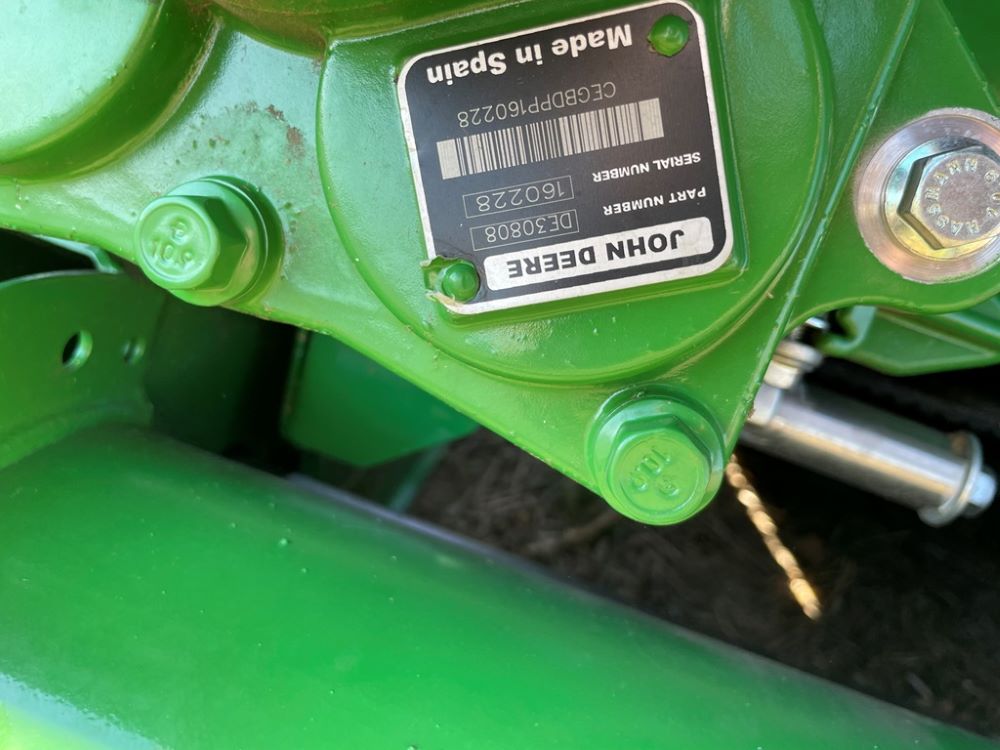 JOHN DEERE
PART NUMBER DE30808
SERIAL NUMBER 160228
CEGBDPP160228
Made in Spain
10.9
10.9